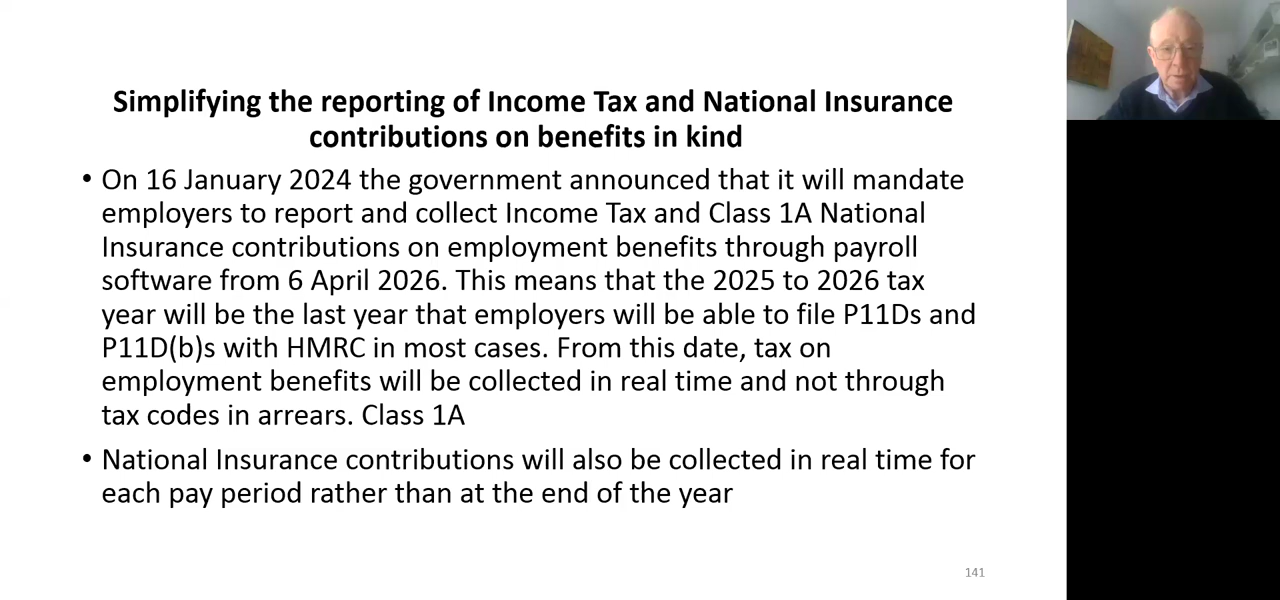 Simplifying the reporting of Income Tax and National Insurance
contributions on benefits in kind
• On 16 January 2024 the government announced that it will mandate
employers to report and collect Income Tax and Class 1A National
Insurance contributions on employment benefits through payroll
software from 6 April 2026. This means that the 2025 to 2026 tax
year will be the last year that employers will be able to file P11Ds and
P11D(b)s with HMRC in most cases. From this date, tax on
employment benefits will be collected in real time and not through
tax codes in arrears. Class 1A
• National Insurance contributions will also be collected in real time for
each pay period rather than at the end of the year
141